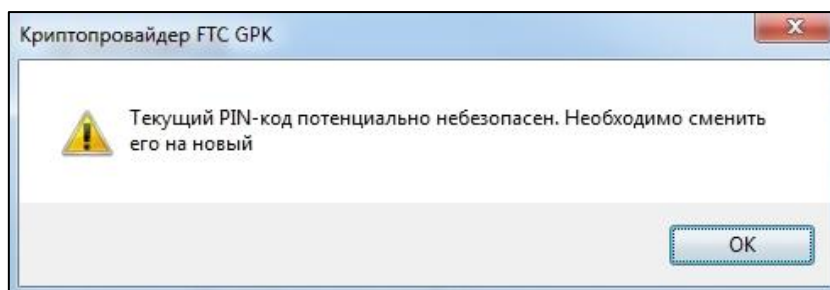 Криптопровайдер FTC GPK
Текущий PIN-код потенциально небезопасен. Необходимо сменить
его на новый
OK